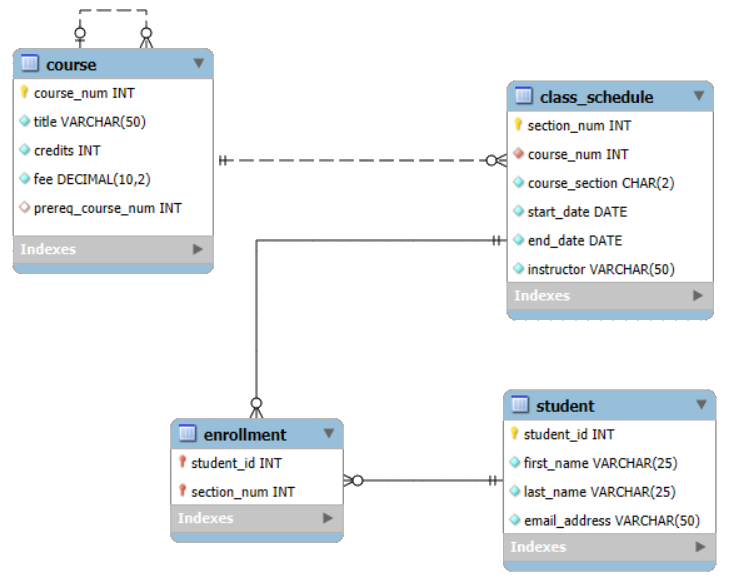 course
course_num INT
title VARCHAR(50)
credits INT
fee DECIMAL(10,2)
prereq_course_num INT
Indexes
class_schedule
section_num INT
course_num INT
course_section CHAR(2)
start_date DATE
end_date DATE
instructor VARCHAR(50)
Indexes
enrollment
student_id INT
section_num INT
Indexes
student
student_id INT
first_name VARCHAR(25)
last_name VARCHAR(25)
email_address VARCHAR(50)
Indexes